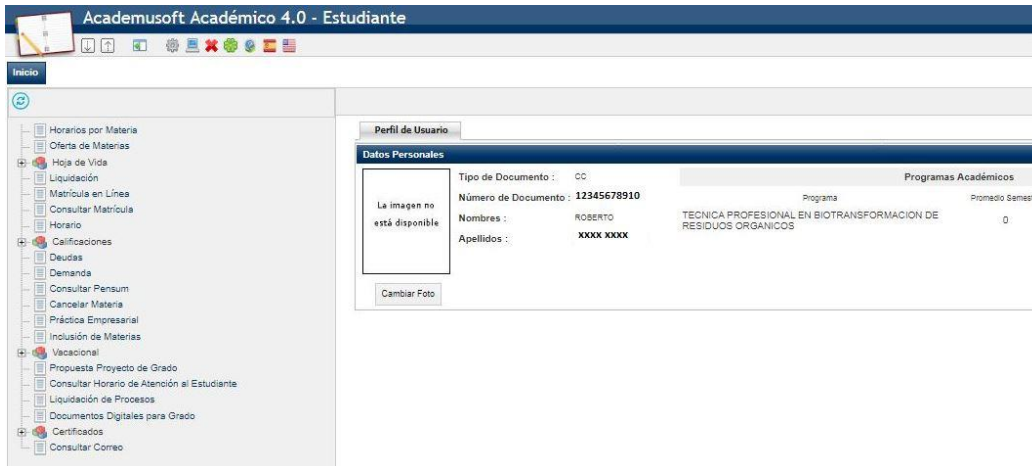 Academusoft Académico 4.0 - Estudiante
Inicio
Horarios por Materia
Oferta de Materias
Hoja de Vida
Liquidación
Matrícula en Línea
Consultar Matrícula
Horario
Calificaciones
Deudas
Demanda
Consultar Pensum
Cancelar Materia
Práctica Empresarial
Inclusión de Materias
Vacacional
Propuesta Proyecto de Grado
Consultar Horario de Atención al Estudiante
Liquidación de Procesos
Documentos Digitales para Grado
Certificados
Consultar Correo
Perfil de Usuario
Datos Personales
La imagen no
está disponible
Cambiar Foto
Tipo de Documento : CC
Número de Documento : 12345678910
Nombres : ROBERTO
Apellidos : XXXX XXXX
Programas Académicos
Programa Promedio Semest
TECNICA PROFESIONAL EN BIOTRANSFORMACION DE 0
RESIDUOS ORGANICOS